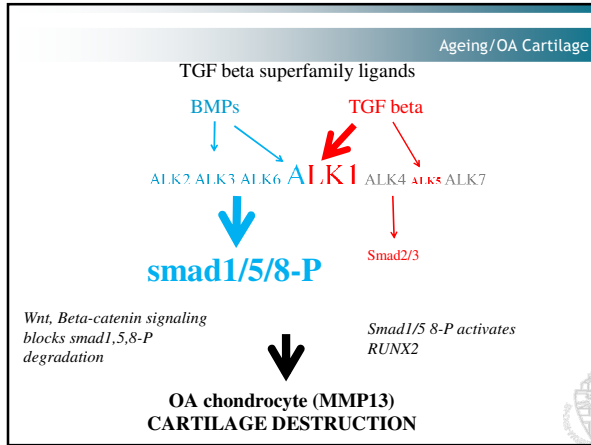 Ageing/OA Cartilage
TGF beta superfamily ligands
BMPs TGF beta
ALK2 ALK3 ALK6 ALK1 ALK4 ALK5 ALK7
smad1/5/8-P
Smad2/3
Wnt, Beta-catenin signaling
blocks smad1,5,8-P
degradation
Smad1/5 8-P activates
RUNX2
OA chondrocyte (MMP13)
CARTILAGE DESTRUCTION